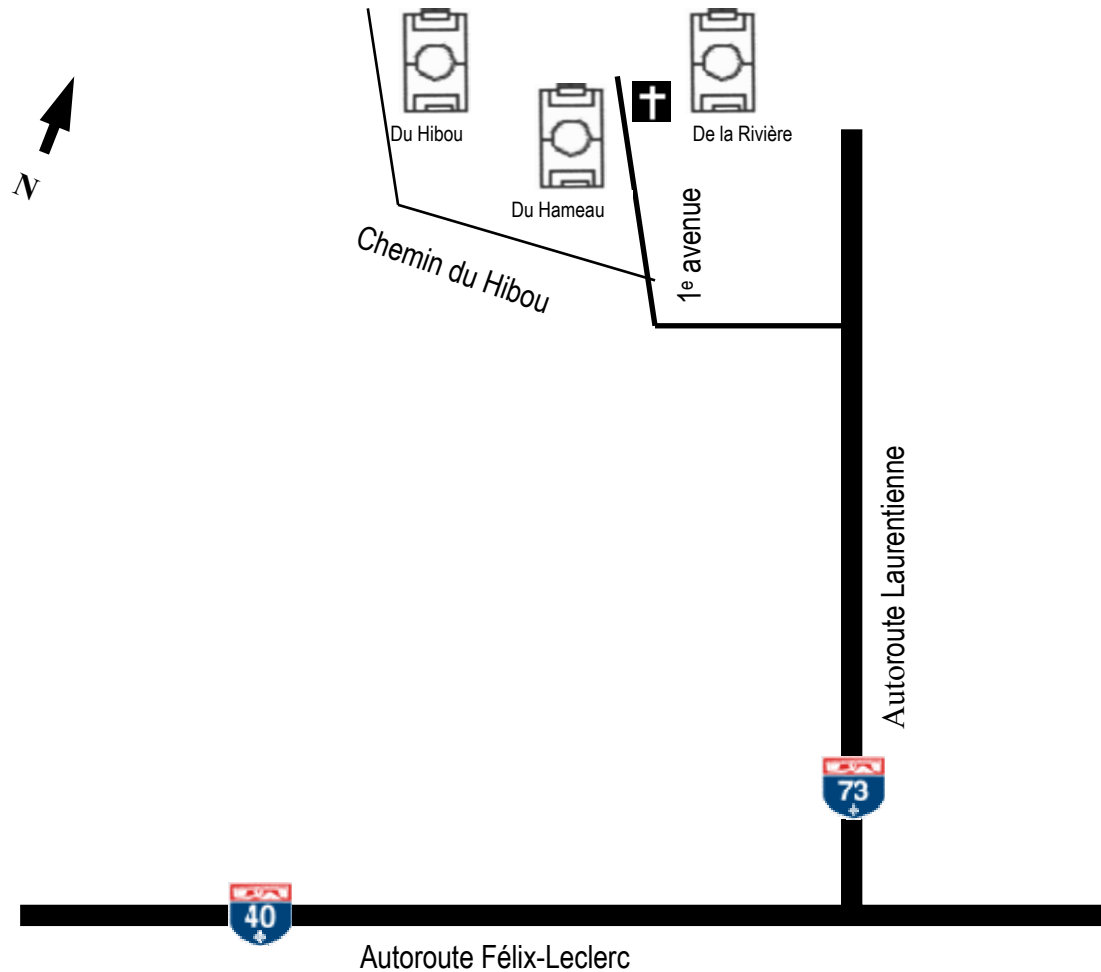 Du Hibou
De la Rivière
N
Du Hameau
Chemin du Hibou
1e avenue
Autoroute Laurentienne
73
40
Autoroute Félix-Leclerc